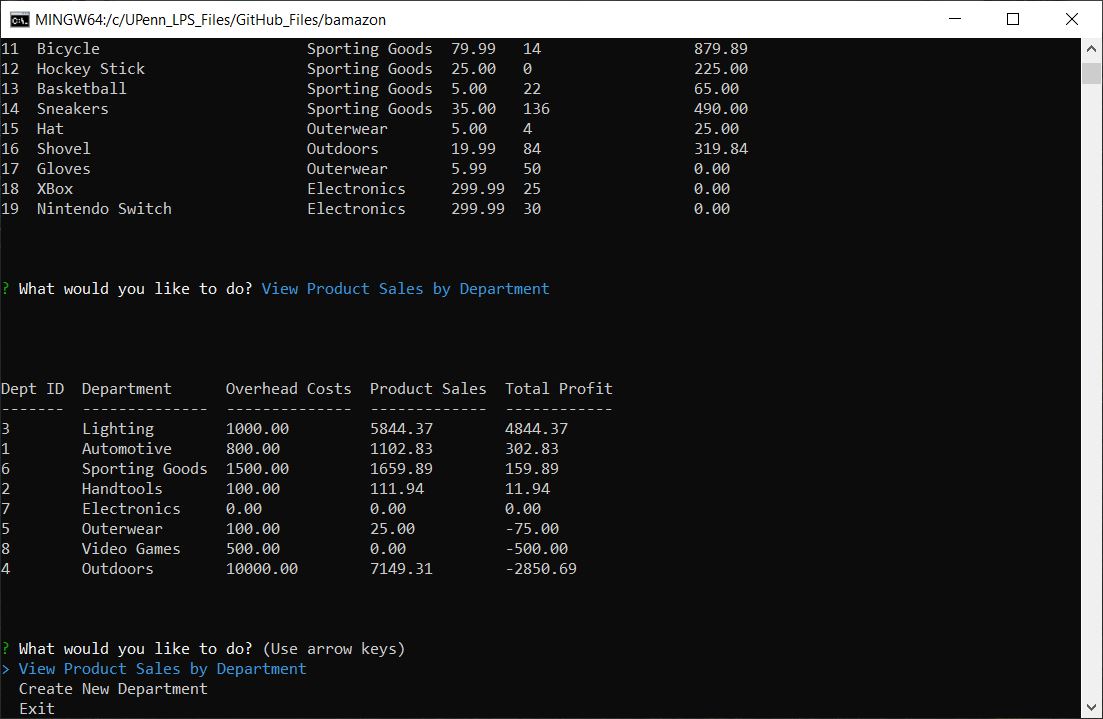 MINGW64:/c/UPenn_LPS_Files/GitHub_Files/bamazon
11  Bicycle                       Sporting Goods  79.99   14                 879.89
12  Hockey Stick                  Sporting Goods  25.00   0                  225.00
13  Basketball                    Sporting Goods  5.00    22                 65.00
14  Sneakers                      Sporting Goods  35.00   136                490.00
15  Hat                           Outerwear       5.00    4                  25.00
16  Shovel                        Outdoors        19.99   84                 319.84
17  Gloves                        Outerwear       5.99    50                 0.00
18  XBox                          Electronics     299.99  25                 0.00
19  Nintendo Switch               Electronics     299.99  30                 0.00
? What would you like to do? View Product Sales by Department
Dept ID  Department      Overhead Costs  Product Sales  Total Profit
-------  --------------  --------------  -------------  ------------
3        Lighting        1000.00         5844.37        4844.37
1        Automotive      800.00          1102.83        302.83
6        Sporting Goods  1500.00         1659.89        159.89
2        Handtools       100.00          111.94         11.94
7        Electronics     0.00            0.00           0.00
5        Outerwear       100.00          25.00          -75.00
8        Video Games     500.00          0.00           -500.00
4        Outdoors        10000.00        7149.31        -2850.69
? What would you like to do? (Use arrow keys)
> View Product Sales by Department
  Create New Department
  Exit